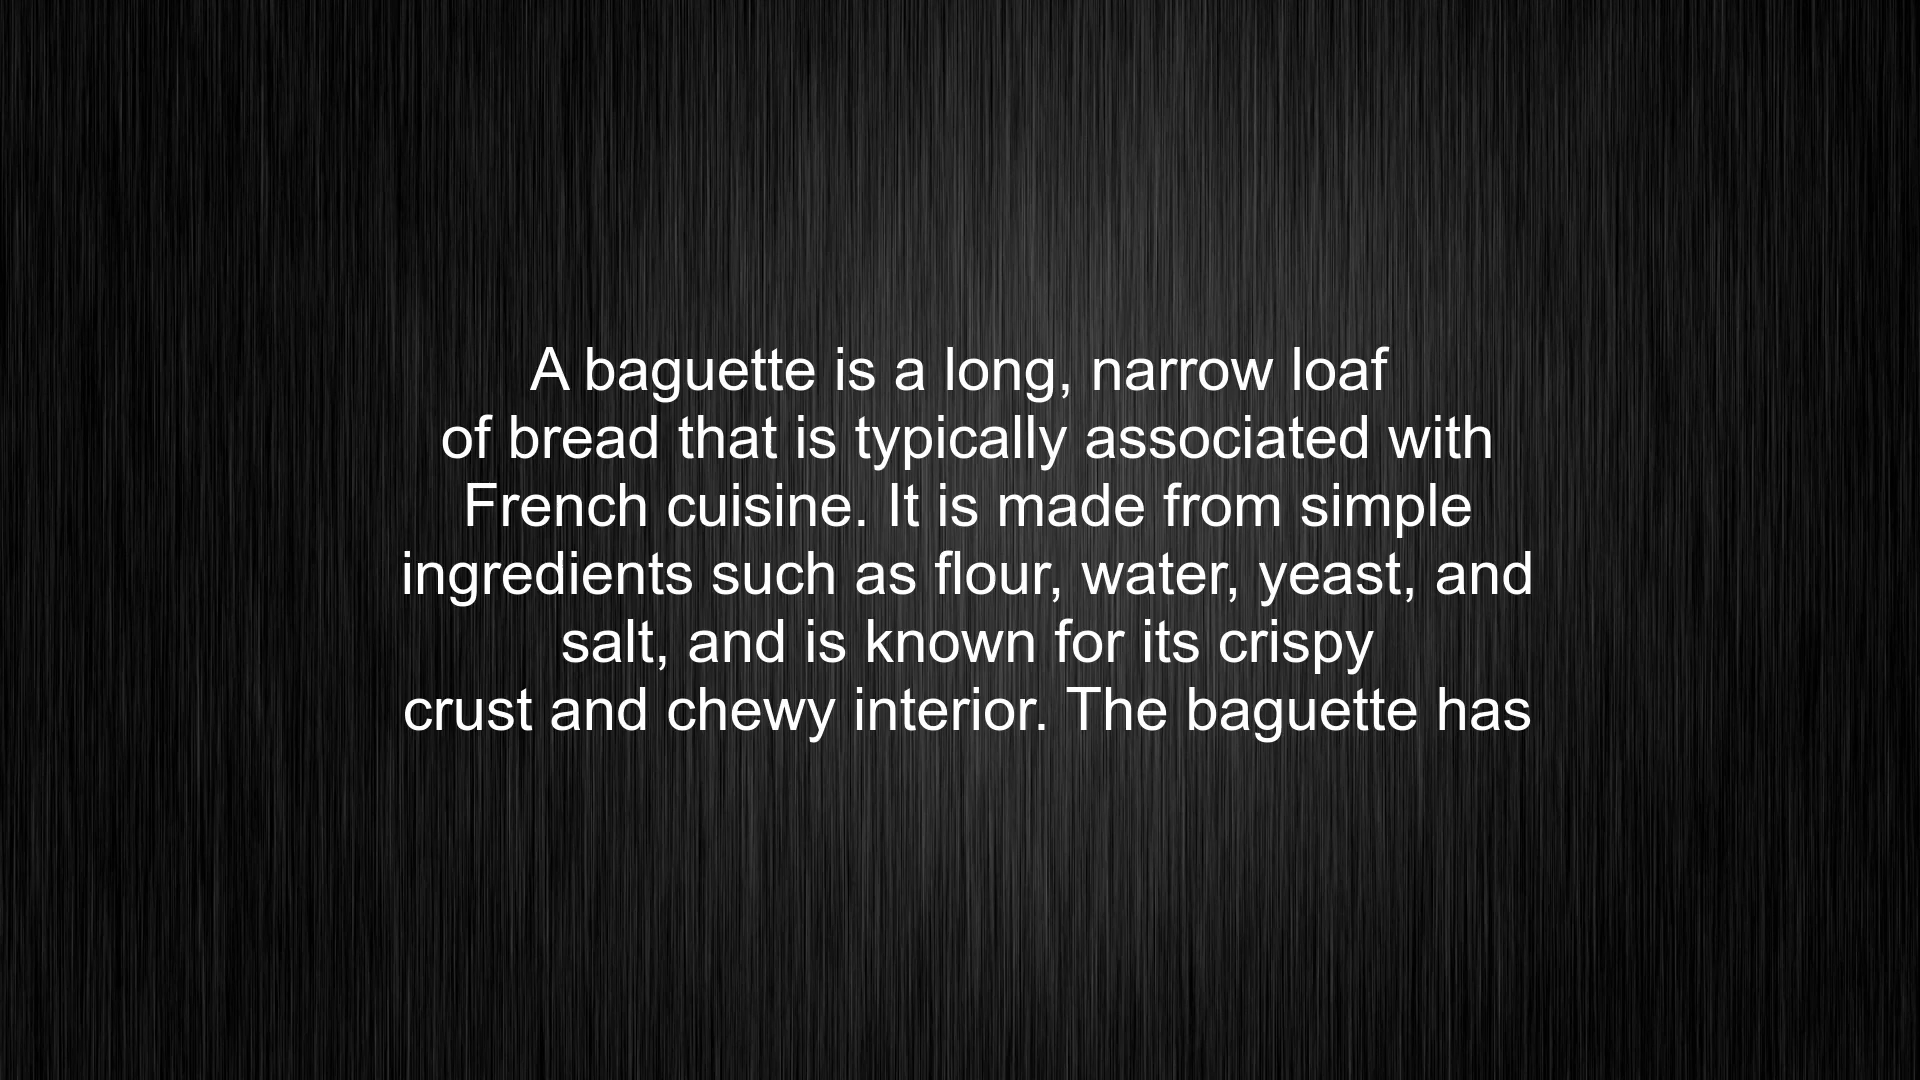 A baguette is a long, narrow loaf
of bread that is typically associated with
French cuisine. It is made from simple
ingredients such as flour, water, yeast, and
salt, and is known for its crispy
crust and chewy interior. The baguette has